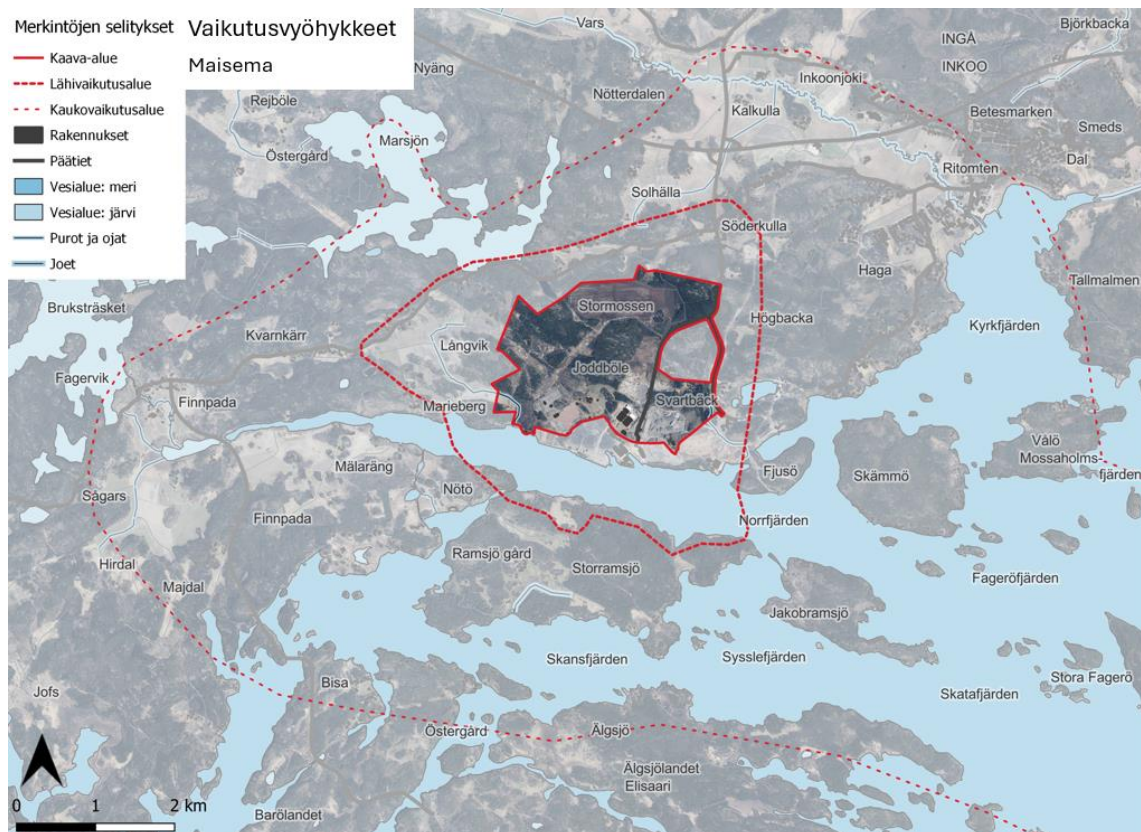 Merkintöjen selitykset
Vaikutusvyöhykkeet
Maisema
Kaava-alue
Lähivaikutusalue
Kaukovaikutusalue
Rakennukset
Päätiet
Vesialue: meri
Vesialue: järvi
Purot ja ojat
Joet
Vars
Björkbacka
INGÅ
INKOO
Nyäng
Inkoonjoki
Rejböle
Nötterdalen
Kalkulla
Betesmarken
Smeds
Marsjön
Östergård
Dal
Ritomten
Solhälla
Söderkulla
Haga
Tallmalmen
Bruksträsket
Stormossen
Högbacka
Kyrkfjärden
Kvarnkärr
Långvik
Joddböle
Fagervik
Finnpada
Marieberg
Svartbäck
Vålö
Mossaholms-
fjärden
Mälaräng
Fjusö
Skämmö
Sågars
Nötö
Finnpada
Norrfjärden
Ramsjö gård
Storramsjö
Hirdal
Majdal
Fageröfjärden
Jakobramsjö
Skansfjärden
Sysslefjärden
Stora Fagerö
Skatafjärden
Jofs
Bisa
Östergård
Älgsjö
Älgsjölandet
Elisaari
Barölandet
0 1 2 km